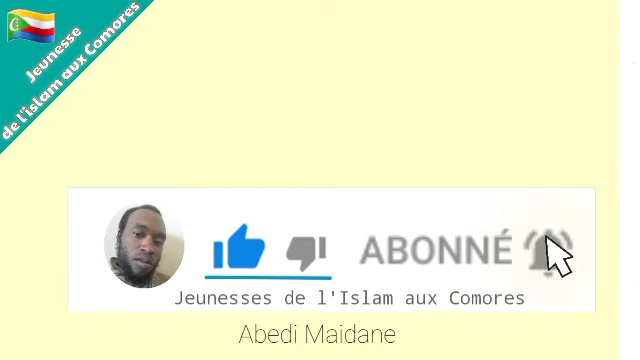 Jeunesse
de l'islam aux Comores
ABONNÉ
Jeunesses de l'Islam aux Comores
Abedi Maidane